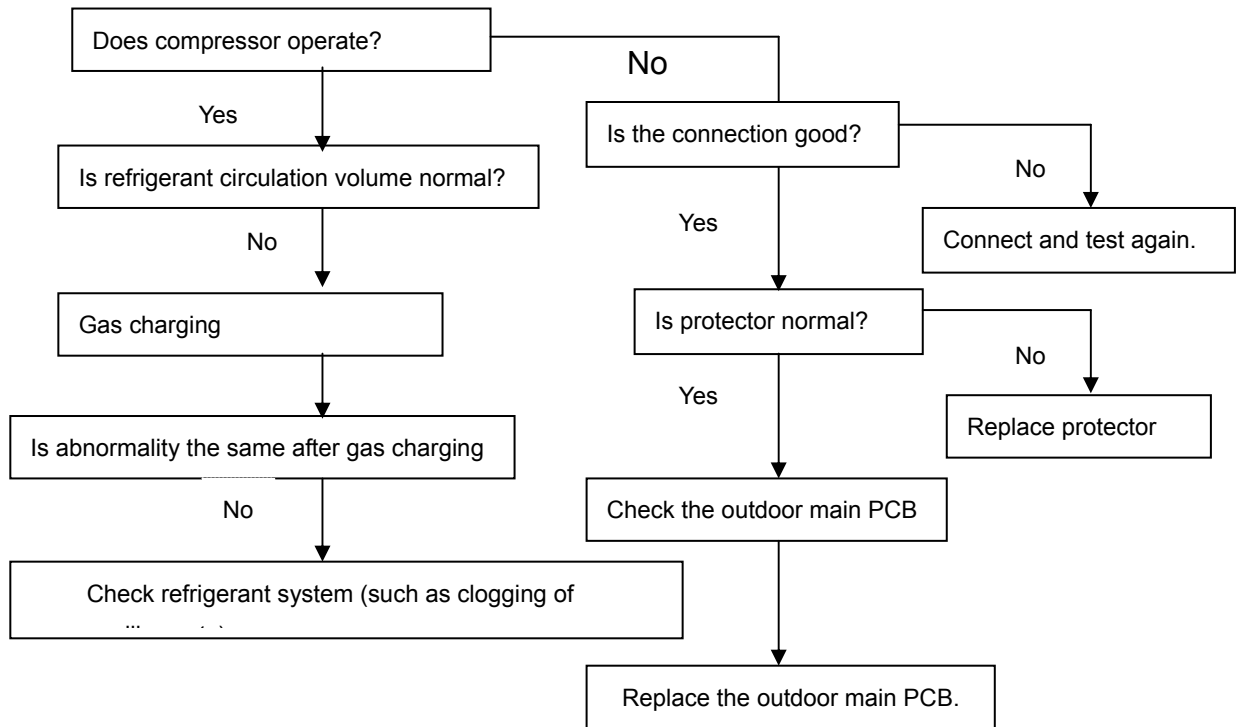 Does compressor operate?
No
Yes
Is the connection good?
Is refrigerant circulation volume normal?
No
Yes
Connect and test again.
No
Gas charging
Is protector normal?
No
Yes
Is abnormality the same after gas charging
Replace protector
No
Check the outdoor main PCB
Check refrigerant system (such as clogging of
Replace the outdoor main PCB.